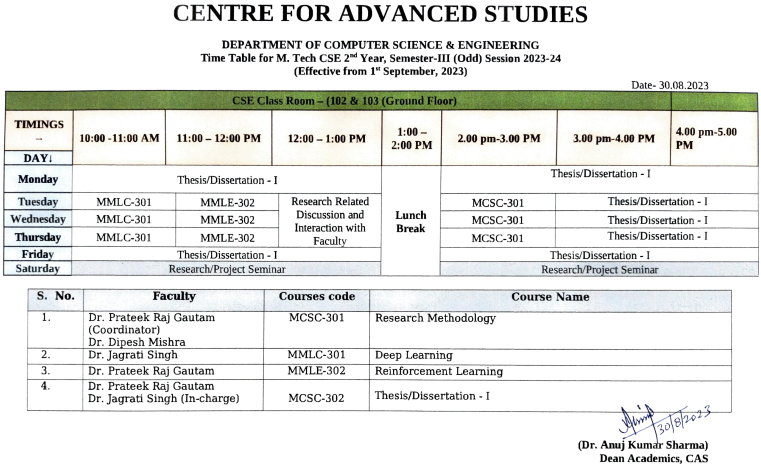 CENTRE FOR ADVANCED STUDIES
DEPARTMENT OF COMPUTER SCIENCE & ENGINEERING
Time Table for M. Tech CSE 2nd Year, Semester-III (Odd) Session 2023-24
(Effective from 1st September, 2023)
Date- 30.08.2023
CSE Class Room – (102 & 103 (Ground Floor)
TIMINGS → 10:00 -11:00 AM 11:00 – 12:00 PM 12:00 – 1:00 PM 1:00 – 2:00 PM 2.00 pm-3.00 PM 3.00 pm-4.00 PM 4.00 pm-5.00 PM
DAY↓
Monday Thesis/Dissertation - I Thesis/Dissertation - I
Tuesday MMLC-301 MMLE-302 Research Related MCSC-301 Thesis/Dissertation - I
Discussion and
Wednesday MMLC-301 MMLE-302 Interaction with Lunch Break MCSC-301 Thesis/Dissertation - I
Thursday MMLC-301 MMLE-302 Faculty MCSC-301 Thesis/Dissertation - I
Friday Thesis/Dissertation - I Thesis/Dissertation - I
Saturday Research/Project Seminar Research/Project Seminar
S. No. Faculty Courses code Course Name
1. Dr. Prateek Raj Gautam MCSC-301 Research Methodology
(Coordinator)
Dr. Dipesh Mishra
2. Dr. Jagrati Singh MMLC-301 Deep Learning
3. Dr. Prateek Raj Gautam MMLE-302 Reinforcement Learning
4. Dr. Prateek Raj Gautam
Dr. Jagrati Singh (In-charge) MCSC-302 Thesis/Dissertation - I
30/8/2023
(Dr. Anuj Kumar Sharma)
Dean Academics, CAS